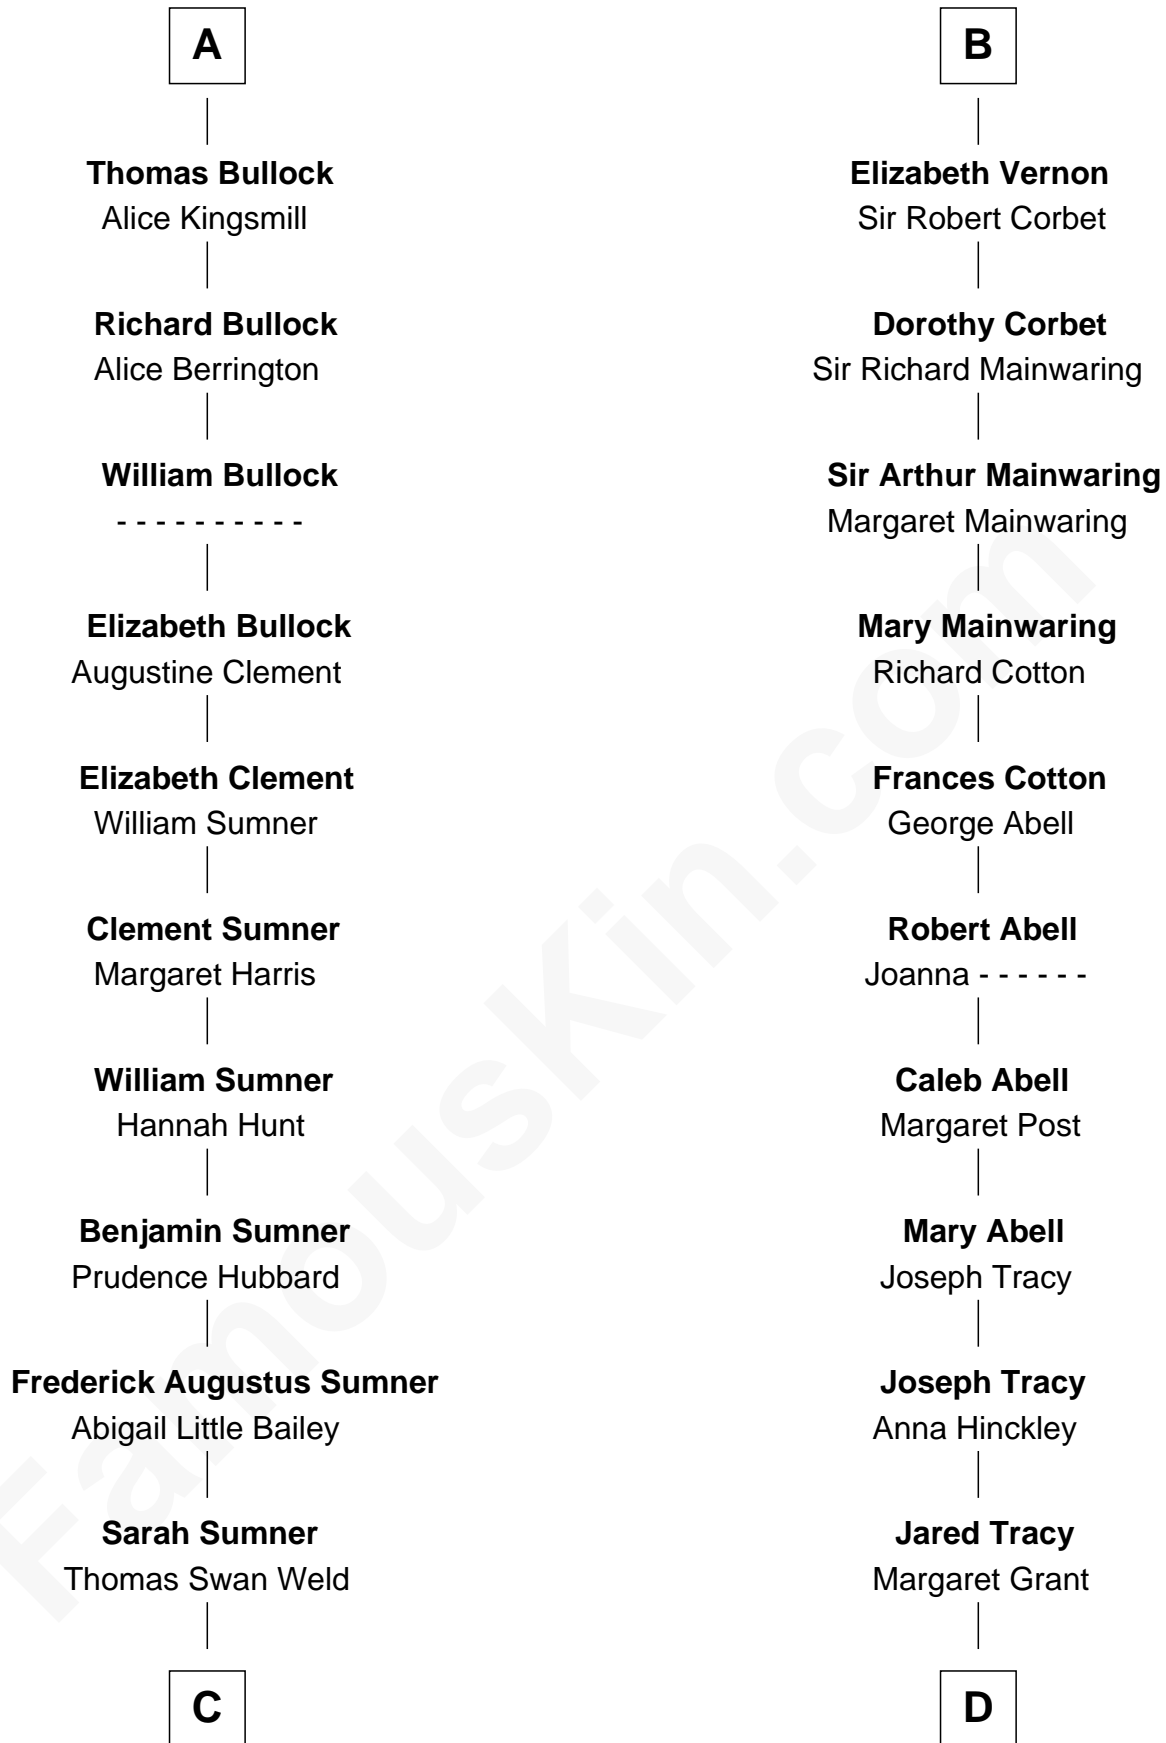 A
Thomas Bullock
Alice Kingsmill
Richard Bullock
Alice Berrington
William Bullock
- - - - - - - - - -
Elizabeth Bullock
Augustine Clement
Elizabeth Clement
William Sumner
Clement Sumner
Margaret Harris
William Sumner
Hannah Hunt
Benjamin Sumner
Prudence Hubbard
Frederick Augustus Sumner
Abigail Little Bailey
Sarah Sumner
Thomas Swan Weld
C
B
Elizabeth Vernon
Sir Robert Corbet
Dorothy Corbet
Sir Richard Mainwaring
Sir Arthur Mainwaring
Margaret Mainwaring
Mary Mainwaring
Richard Cotton
Frances Cotton
George Abell
Robert Abell
Joanna - - - - - -
Caleb Abell
Margaret Post
Mary Abell
Joseph Tracy
Joseph Tracy
Anna Hinckley
Jared Tracy
Margaret Grant
D
FamousKin.com